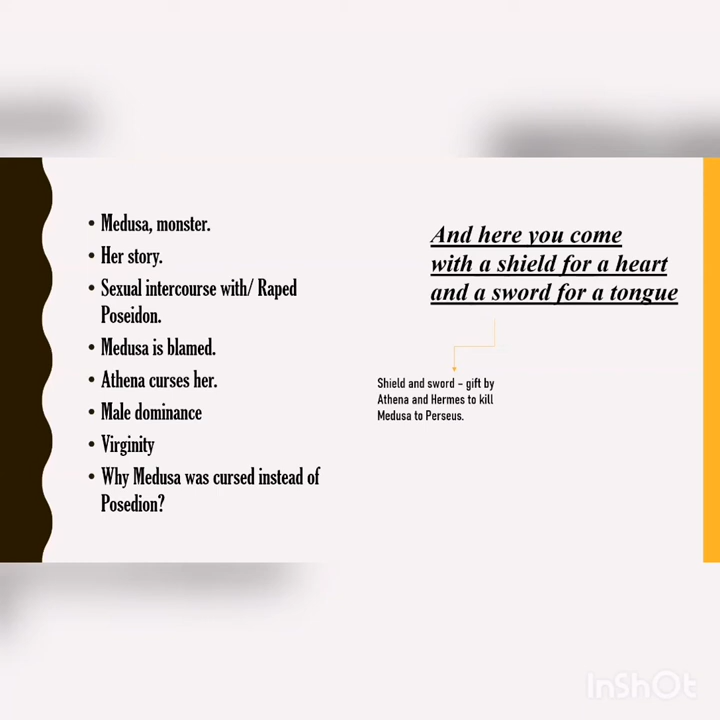 • Medusa, monster.
• Her story.
• Sexual intercourse with/ Raped
Poseidon.
• Medusa is blamed.
• Athena curses her.
• Male dominance
• Virginity
• Why Medusa was cursed instead of
Posedion?
And here you come
with a shield for a heart
and a sword for a tongue
Shield and sword – gift by
Athena and Hermes to kill
Medusa to Perseus.
InShOt